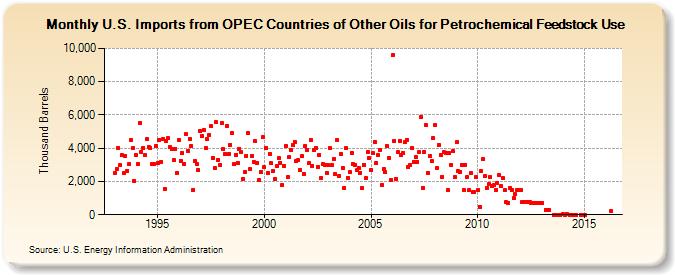 Monthly U.S. Imports from OPEC Countries of Other Oils for Petrochemical Feedstock Use
Thousand Barrels
10,000
8,000
6,000
4,000
2,000
0
1995 2000 2005 2010 2015
Source: U.S. Energy Information Administration